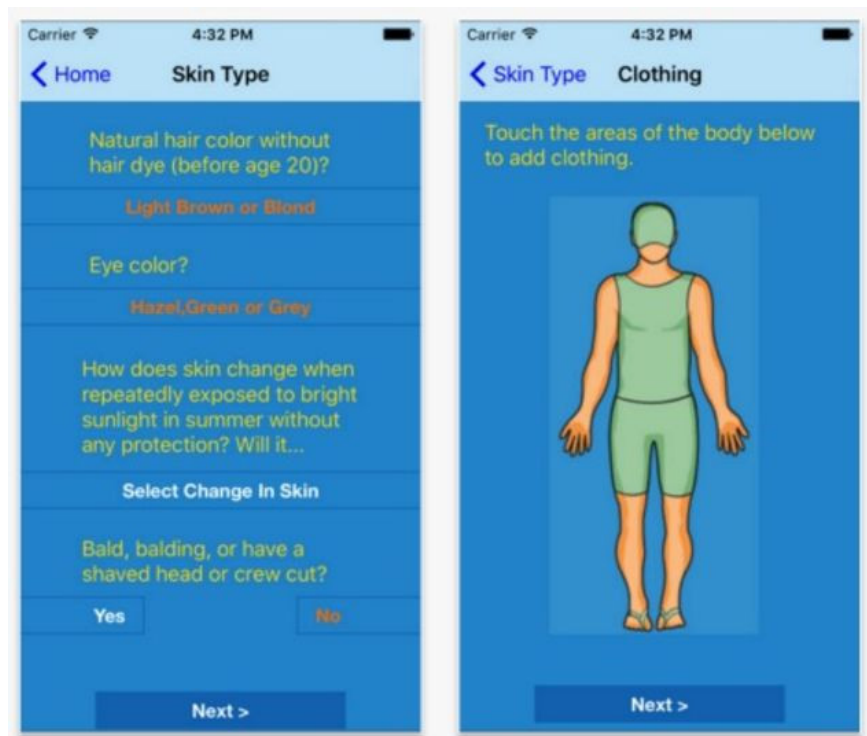 Carrier 4:32 PM
Home Skin Type
Natural hair color without
hair dye (before age 20)?
Light Brown or Blond
Eye color?
Hazel,Green or Grey
How does skin change when
repeatedly exposed to bright
sunlight in summer without
any protection? Will it...
Select Change In Skin
Bald, balding, or have a
shaved head or crew cut?
Yes No
Next >
Carrier 4:32 PM
Skin Type Clothing
Touch the areas of the body below
to add clothing.
Next >